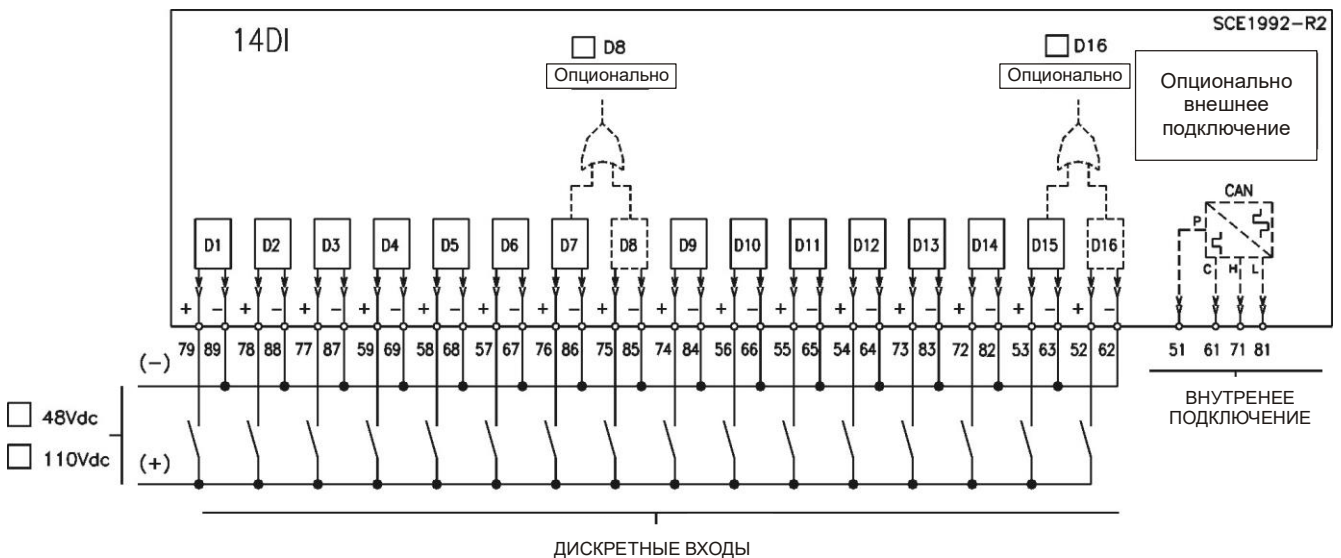 14DI
SCE1992-R2
D8
D16
Опционально
Опционально
Опционально
внешнее
подключение
CAN
P
C H L
D1 D2 D3 D4 D5 D6 D7 D8 D9 D10 D11 D12 D13 D14 D15 D16
+ − + − + − + − + − + − + − + − + − + − + − + − + − + − + − + −
79 89 78 88 77 87 59 69 58 68 57 67 76 86 75 85 74 84 56 66 55 65 54 64 73 83 72 82 53 63 52 62 51 61 71 81
(−)
48Vdc
110Vdc
(+)
ВНУТРЕНЕЕ
ПОДКЛЮЧЕНИЕ
ДИСКРЕТНЫЕ ВХОДЫ